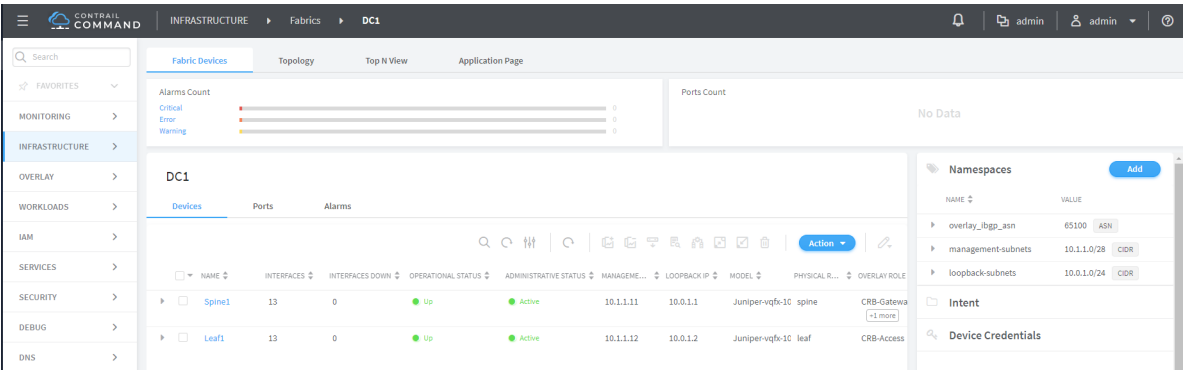 CONTRAIL
COMMAND
INFRASTRUCTURE Fabrics DC1
admin admin
Search
FAVORITES
MONITORING
INFRASTRUCTURE
OVERLAY
WORKLOADS
IAM
SERVICES
SECURITY
DEBUG
DNS
Fabric Devices Topology Top N View Application Page
Alarms Count
Critical 0
Error 0
Warning 0
Ports Count
No Data
DC1
Devices Ports Alarms
Action
NAME INTERFACES INTERFACES DOWN OPERATIONAL STATUS ADMINISTRATIVE STATUS MANAGEME... LOOPBACK IP MODEL PHYSICAL R... OVERLAY ROLE
Spine1 13 0 Up Active 10.1.1.11 10.0.1.1 Juniper-vqfx-10 spine CRB-Gatewa
+1 more
Leaf1 13 0 Up Active 10.1.1.12 10.0.1.2 Juniper-vqfx-10 leaf CRB-Access
Namespaces Add
NAME VALUE
overlay_ibgp_asn 65100 ASN
management-subnets 10.1.1.0/28 CIDR
loopback-subnets 10.0.1.0/24 CIDR
Intent
Device Credentials